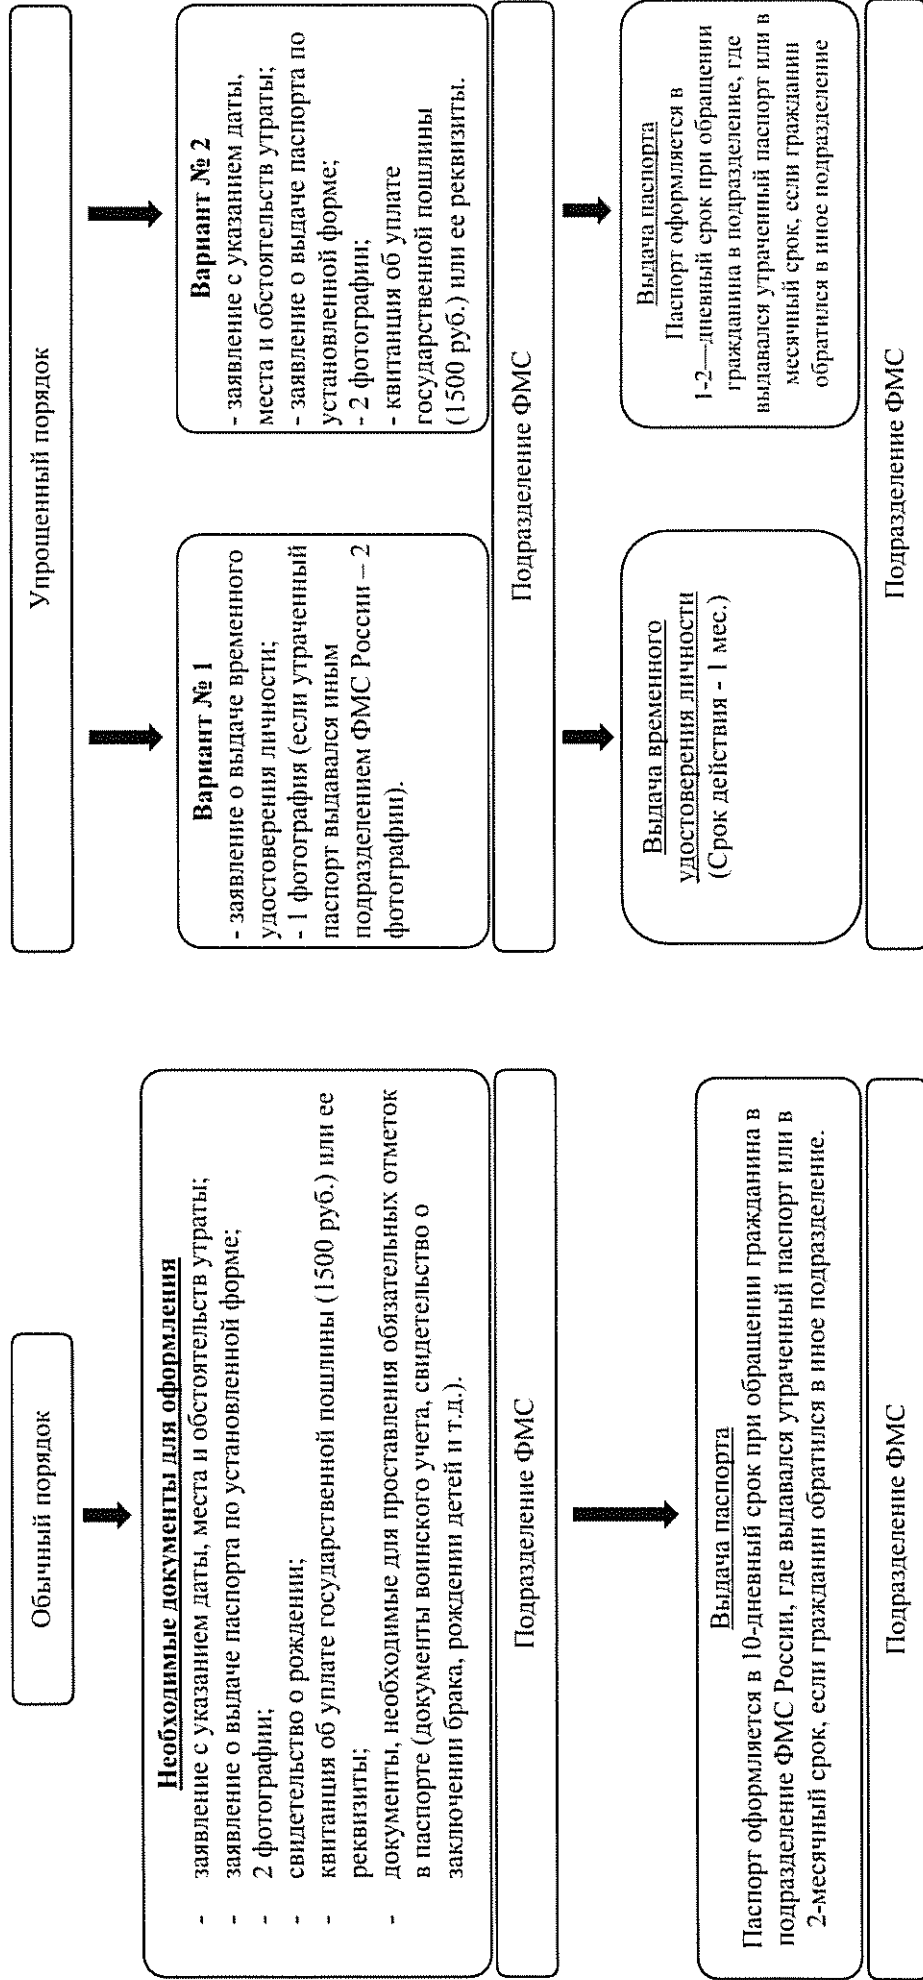 Обычный порядок
Необходимые документы для оформления
- заявление с указанием даты, места и обстоятельств утраты;
- заявление о выдаче паспорта по установленной форме;
- 2 фотографии;
- свидетельство о рождении;
- квитанция об уплате государственной пошлины (1500 руб.) или ее
реквизиты;
- документы, необходимые для проставления обязательных отметок
в паспорте (документы воинского учета, свидетельство о
заключении брака, рождении детей и т.д.).
Подразделение ФМС
Выдача паспорта
Паспорт оформляется в 10-дневный срок при обращении гражданина в
подразделение ФМС России, где выдавался утраченный паспорт или в
2-месячный срок, если гражданин обратился в иное подразделение.
Подразделение ФМС
Упрощенный порядок
Вариант № 1
- заявление о выдаче временного
удостоверения личности;
- 1 фотография (если утраченный
паспорт выдавался иным
подразделением ФМС России – 2
фотографии).
Вариант № 2
- заявление с указанием даты,
места и обстоятельств утраты;
- заявление о выдаче паспорта по
установленной форме;
- 2 фотографии;
- квитанция об уплате
государственной пошлины
(1500 руб.) или ее реквизиты.
Подразделение ФМС
Выдача временного
удостоверения личности
(Срок действия - 1 мес.)
Выдача паспорта
Паспорт оформляется в
1-2—дневный срок при обращении
гражданина в подразделение, где
выдавался утраченный паспорт или в
месячный срок, если гражданин
обратился в иное подразделение
Подразделение ФМС